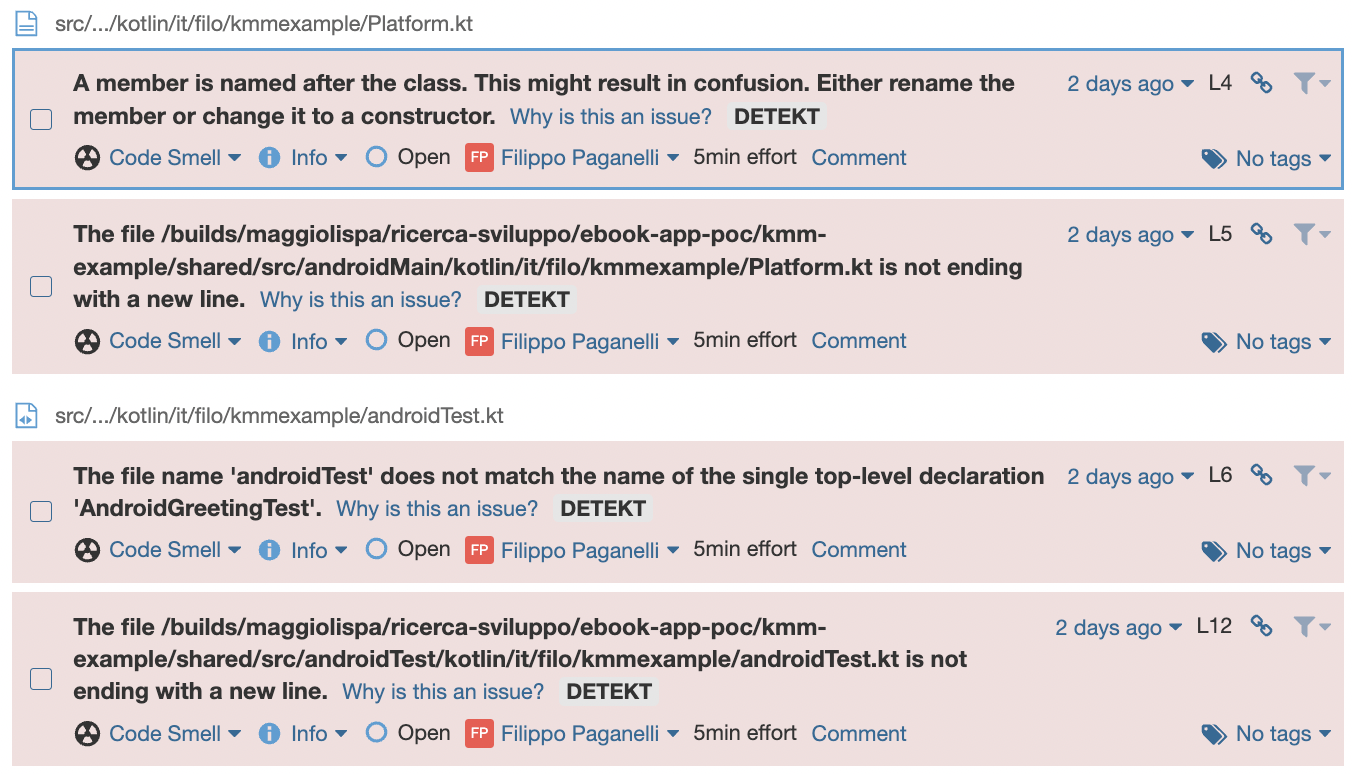 src/.../kotlin/it/filo/kmmexample/Platform.kt
A member is named after the class. This might result in confusion. Either rename the 2 days ago L4
member or change it to a constructor. Why is this an issue? DETEKT
Code Smell Info Open FP Filippo Paganelli 5min effort Comment No tags
The file /builds/maggiolispa/ricerca-sviluppo/ebook-app-poc/kmm- 2 days ago L5
example/shared/src/androidMain/kotlin/it/filo/kmmexample/Platform.kt is not ending
with a new line. Why is this an issue? DETEKT
Code Smell Info Open FP Filippo Paganelli 5min effort Comment No tags
src/.../kotlin/it/filo/kmmexample/androidTest.kt
The file name 'androidTest' does not match the name of the single top-level declaration 2 days ago L6
'AndroidGreetingTest'. Why is this an issue? DETEKT
Code Smell Info Open FP Filippo Paganelli 5min effort Comment No tags
The file /builds/maggiolispa/ricerca-sviluppo/ebook-app-poc/kmm- 2 days ago L12
example/shared/src/androidTest/kotlin/it/filo/kmmexample/androidTest.kt is not
ending with a new line. Why is this an issue? DETEKT
Code Smell Info Open FP Filippo Paganelli 5min effort Comment No tags